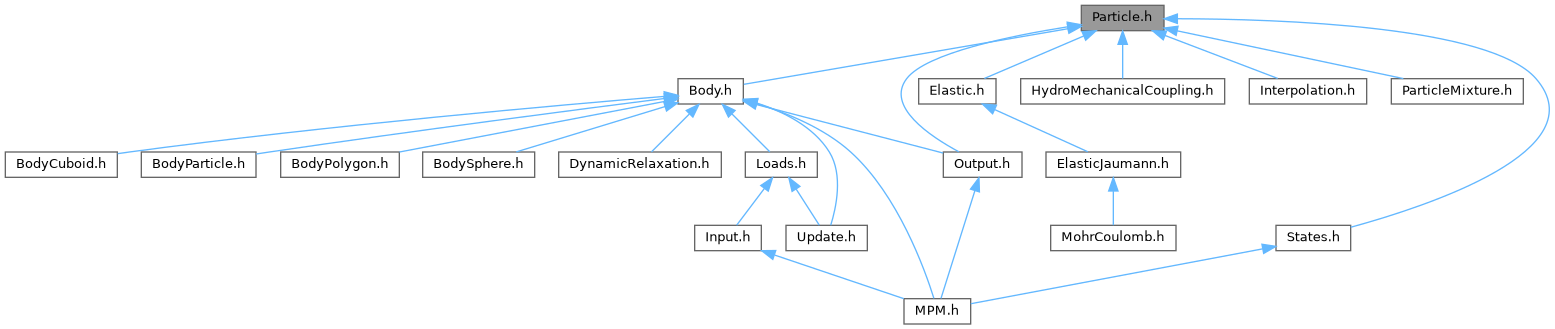 Particle.h
Body.h
Elastic.h
HydroMechanicalCoupling.h
Interpolation.h
ParticleMixture.h
BodyCuboid.h
BodyParticle.h
BodyPolygon.h
BodySphere.h
DynamicRelaxation.h
Loads.h
Output.h
ElasticJaumann.h
Input.h
Update.h
MohrCoulomb.h
States.h
MPM.h